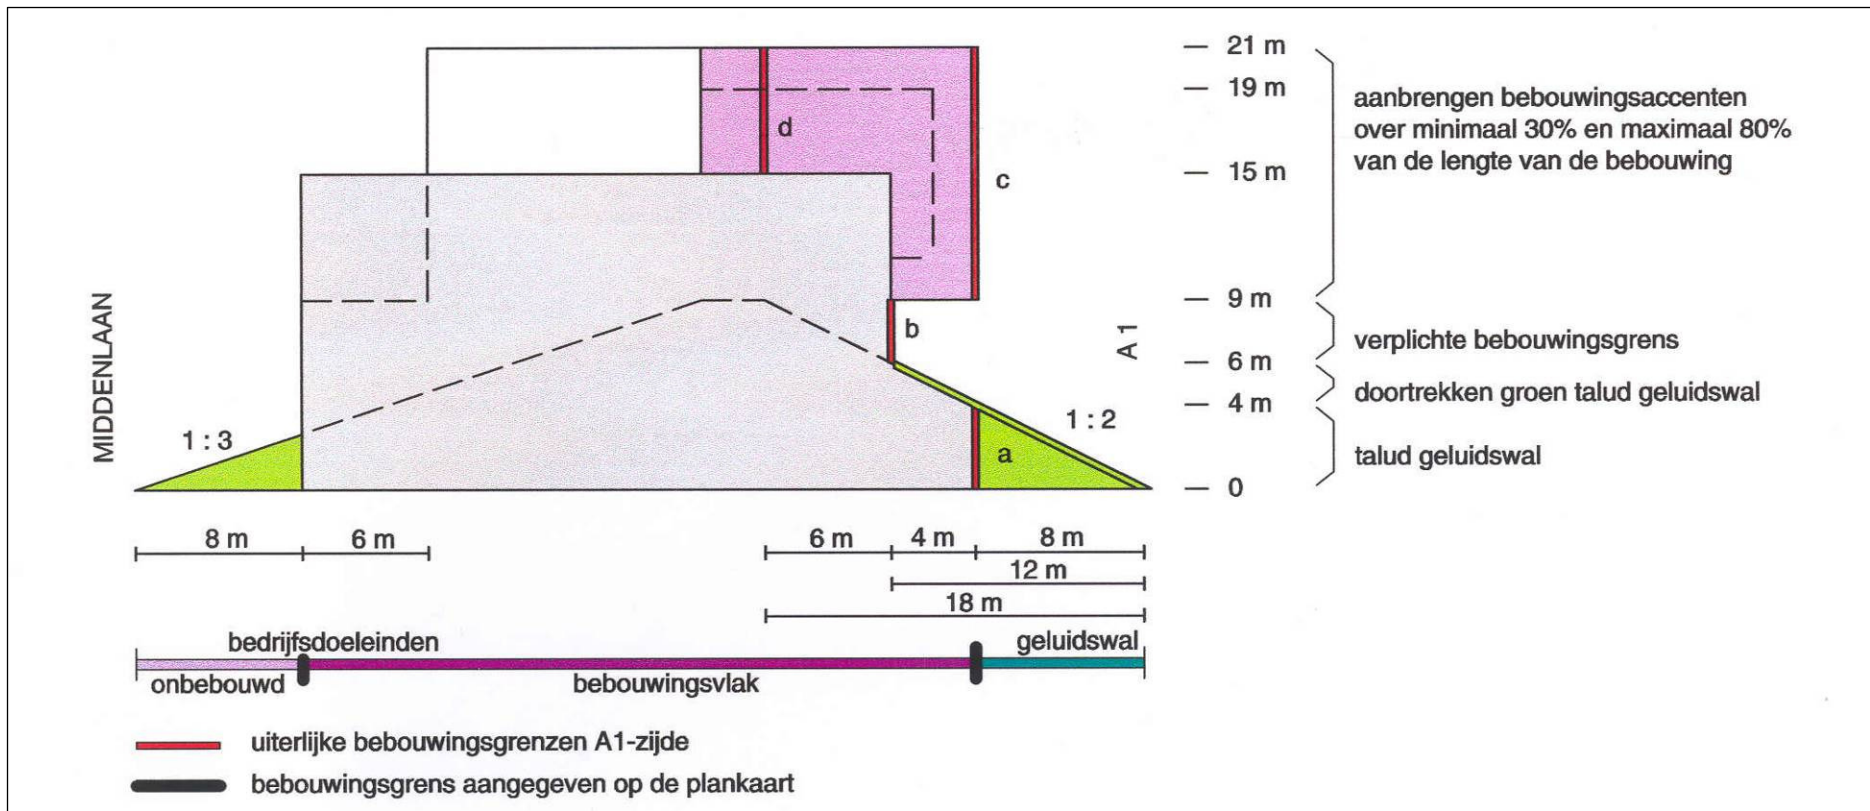 21 m
19 m
15 m
9 m
6 m
4 m
0
aanbrengen bebouwingsaccenten
over minimaal 30% en maximaal 80%
van de lengte van de bebouwing
verplichte bebouwingsgrens
doortrekken groen talud geluidswal
talud geluidswal
d
c
b
a
A 1
MIDDENLAAN
1 : 3
1 : 2
8 m
6 m
6 m
4 m
8 m
12 m
18 m
bedrijfsdoeleinden
geluidswal
onbebouwd
bebouwingsvlak
uiterlijke bebouwingsgrenzen A1-zijde
bebouwingsgrens aangegeven op de plankaart